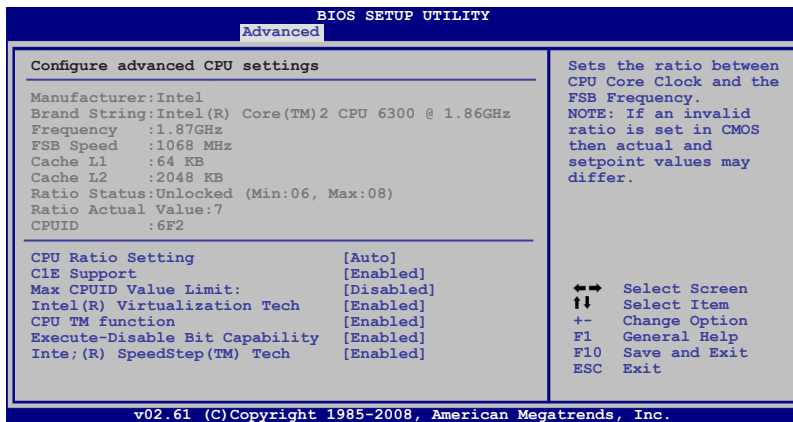 BIOS SETUP UTILITY
Advanced
Configure advanced CPU settings
Manufacturer:Intel
Brand String:Intel(R) Core(TM)2 CPU 6300 @ 1.86GHz
Frequency :1.87GHz
FSB Speed :1068 MHz
Cache L1 :64 KB
Cache L2 :2048 KB
Ratio Status:Unlocked (Min:06, Max:08)
Ratio Actual Value:7
CPUID :6F2
CPU Ratio Setting [Auto]
C1E Support [Enabled]
Max CPUID Value Limit: [Disabled]
Intel(R) Virtualization Tech [Enabled]
CPU TM function [Enabled]
Execute-Disable Bit Capability [Enabled]
Inte;(R) SpeedStep(TM) Tech [Enabled]
Sets the ratio between
CPU Core Clock and the
FSB Frequency.
NOTE: If an invalid
ratio is set in CMOS
then actual and
setpoint values may
differ.
←→ Select Screen
↑↓ Select Item
+- Change Option
F1 General Help
F10 Save and Exit
ESC Exit
v02.61 (C)Copyright 1985-2008, American Megatrends, Inc.